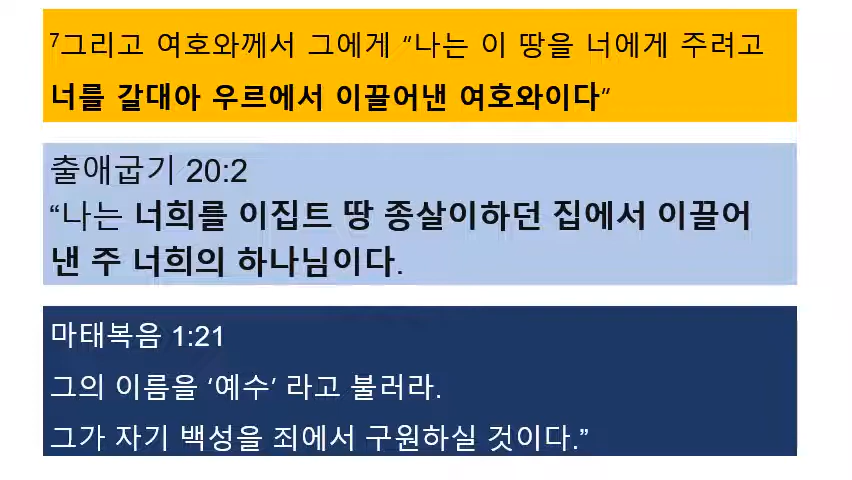 ⁷그리고 여호와께서 그에게 “나는 이 땅을 너에게 주려고
너를 갈대아 우르에서 이끌어낸 여호와이다”
출애굽기 20:2
“나는 너희를 이집트 땅 종살이하던 집에서 이끌어
낸 주 너희의 하나님이다.
마태복음 1:21
그의 이름을 ‘예수’ 라고 불러라.
그가 자기 백성을 죄에서 구원하실 것이다.”